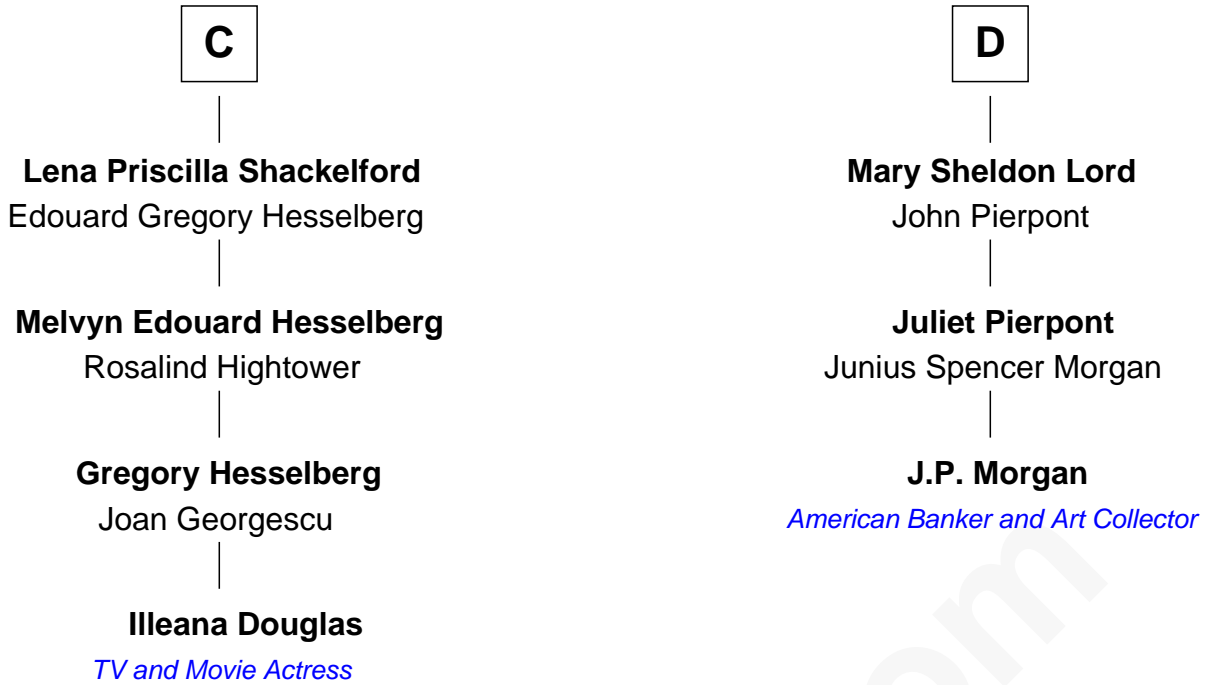 C
Lena Priscilla Shackelford
Edouard Gregory Hesselberg
Melvyn Edouard Hesselberg
Rosalind Hightower
Gregory Hesselberg
Joan Georgescu
Illeana Douglas
TV and Movie Actress
D
Mary Sheldon Lord
John Pierpont
Juliet Pierpont
Junius Spencer Morgan
J.P. Morgan
American Banker and Art Collector
om